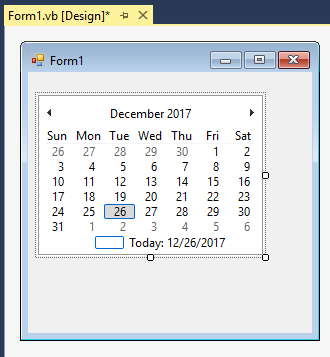 Form1.vb [Design]*
Form1
December 2017
Sun Mon Tue Wed Thu Fri Sat
26 27 28 29 30 1 2
3 4 5 6 7 8 9
10 11 12 13 14 15 16
17 18 19 20 21 22 23
24 25 26 27 28 29 30
31 1 2 3 4 5 6
Today: 12/26/2017